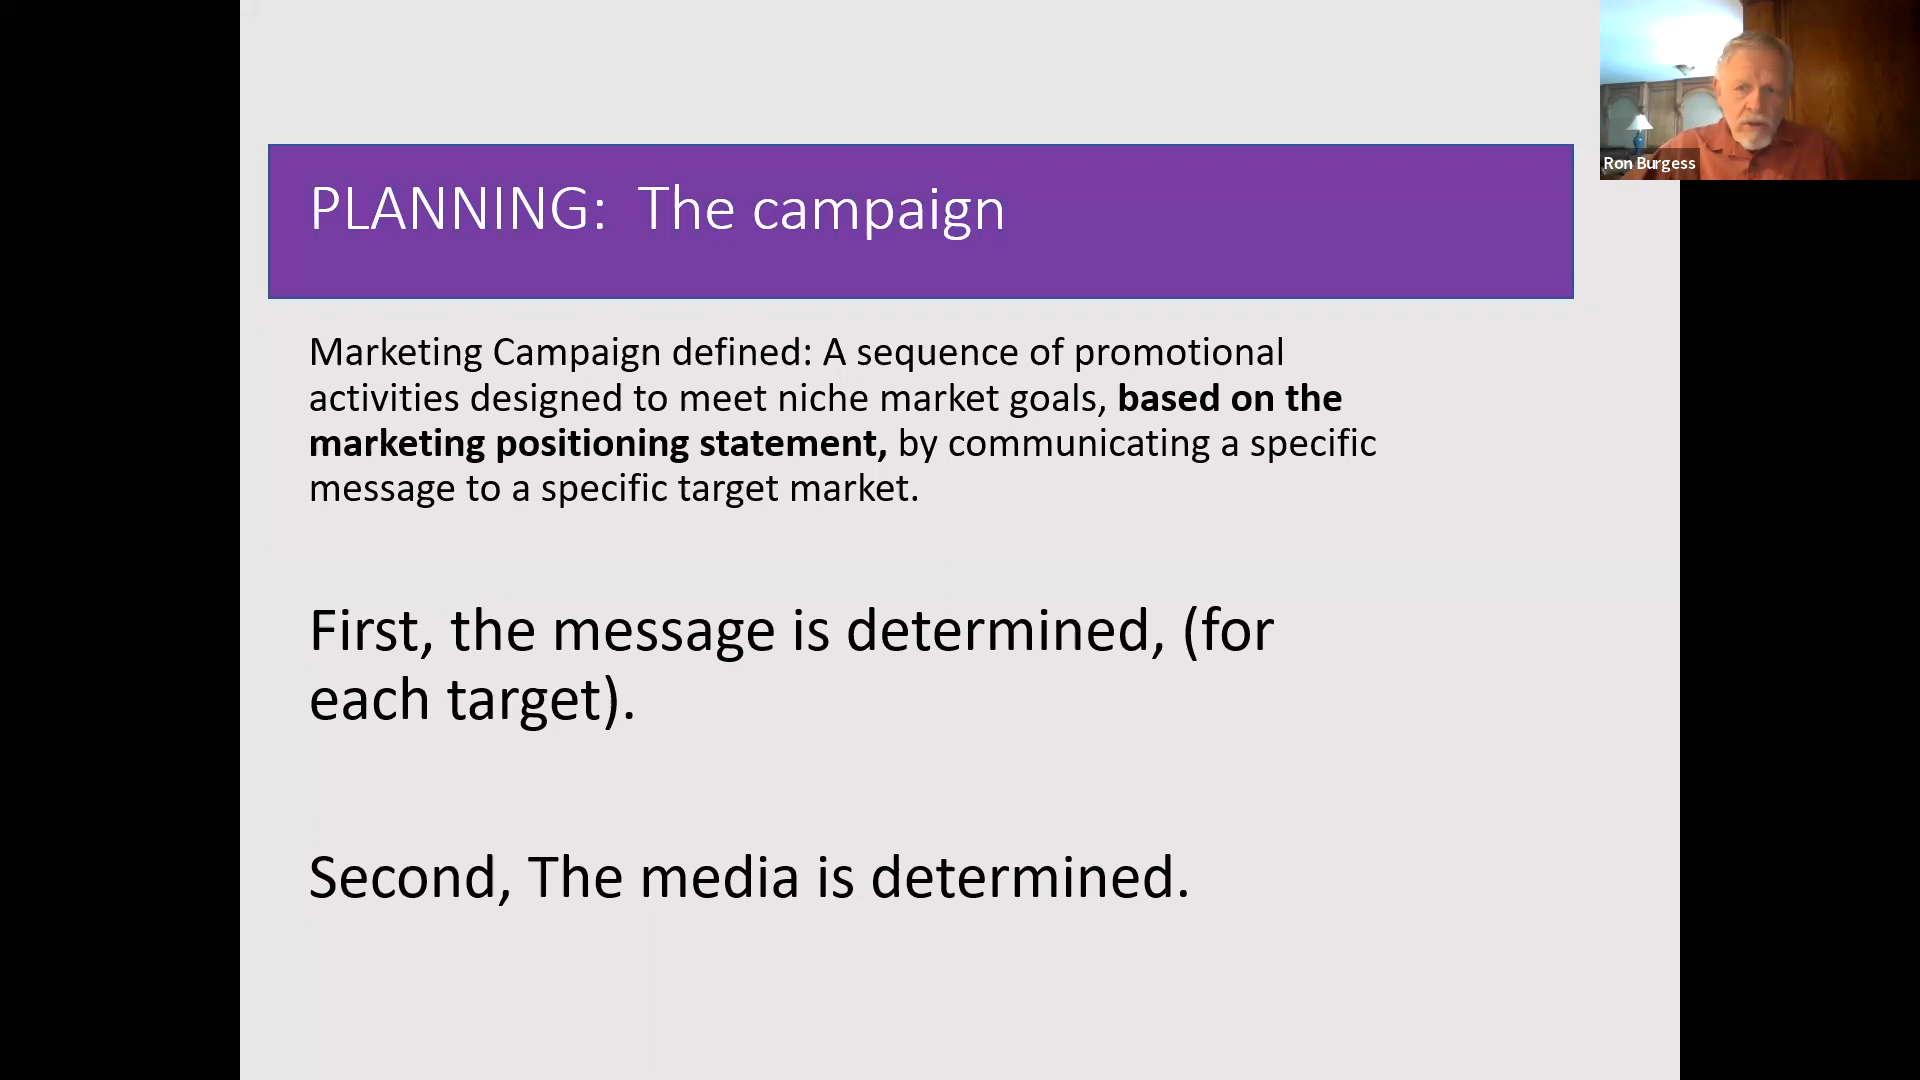 PLANNING: The campaign
Ron Burgess
Marketing Campaign defined: A sequence of promotional
activities designed to meet niche market goals, based on the
marketing positioning statement, by communicating a specific
message to a specific target market.
First, the message is determined, (for
each target).
Second, The media is determined.